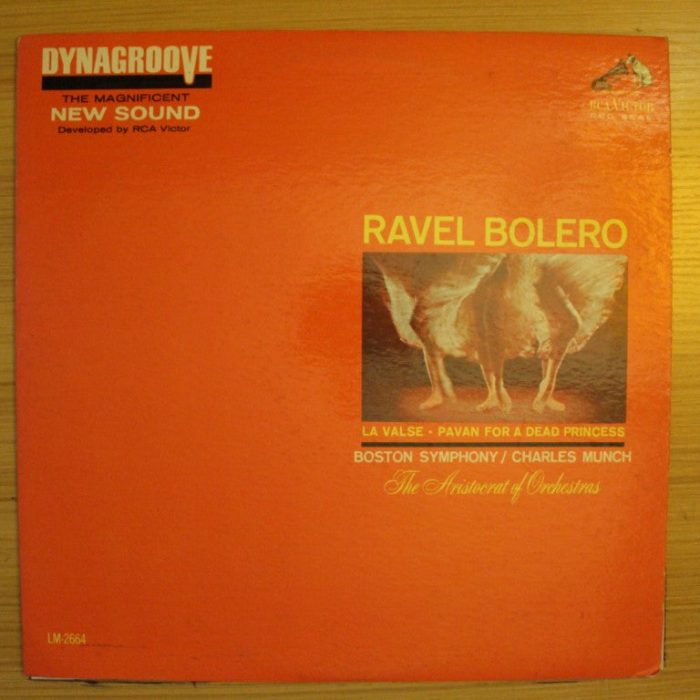 DYNAGROOVE
THE MAGNIFICENT
NEW SOUND
Developed by RCA Victor
RCA VICTOR
RAVEL BOLERO
LA VALSE • PAVAN FOR A DEAD PRINCESS
BOSTON SYMPHONY / CHARLES MUNCH
The Aristocrat of Orchestras
LM-2664